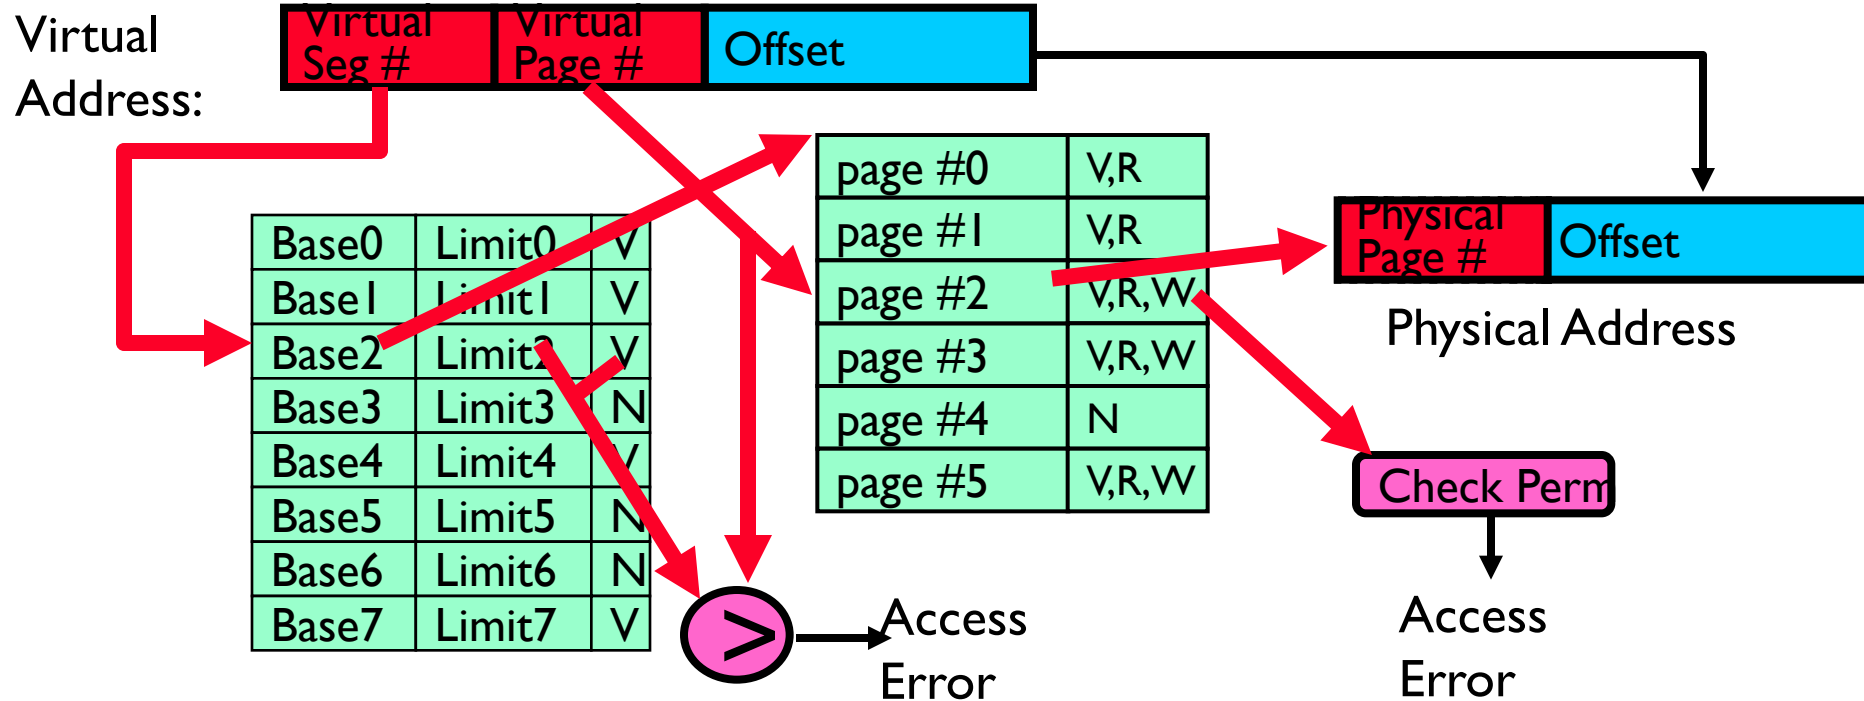 Virtual
Address:
Virtual
Seg #
Virtual
Page #
Offset
Base0 Limit0 V
Base1 Limit1 V
Base2 Limit2 V
Base3 Limit3 N
Base4 Limit4 V
Base5 Limit5 N
Base6 Limit6 N
Base7 Limit7 V
page #0 V,R
page #1 V,R
page #2 V,R,W
page #3 V,R,W
page #4 N
page #5 V,R,W
Physical
Page #
Offset
Physical Address
Check Perm
>
Access
Error
Access
Error